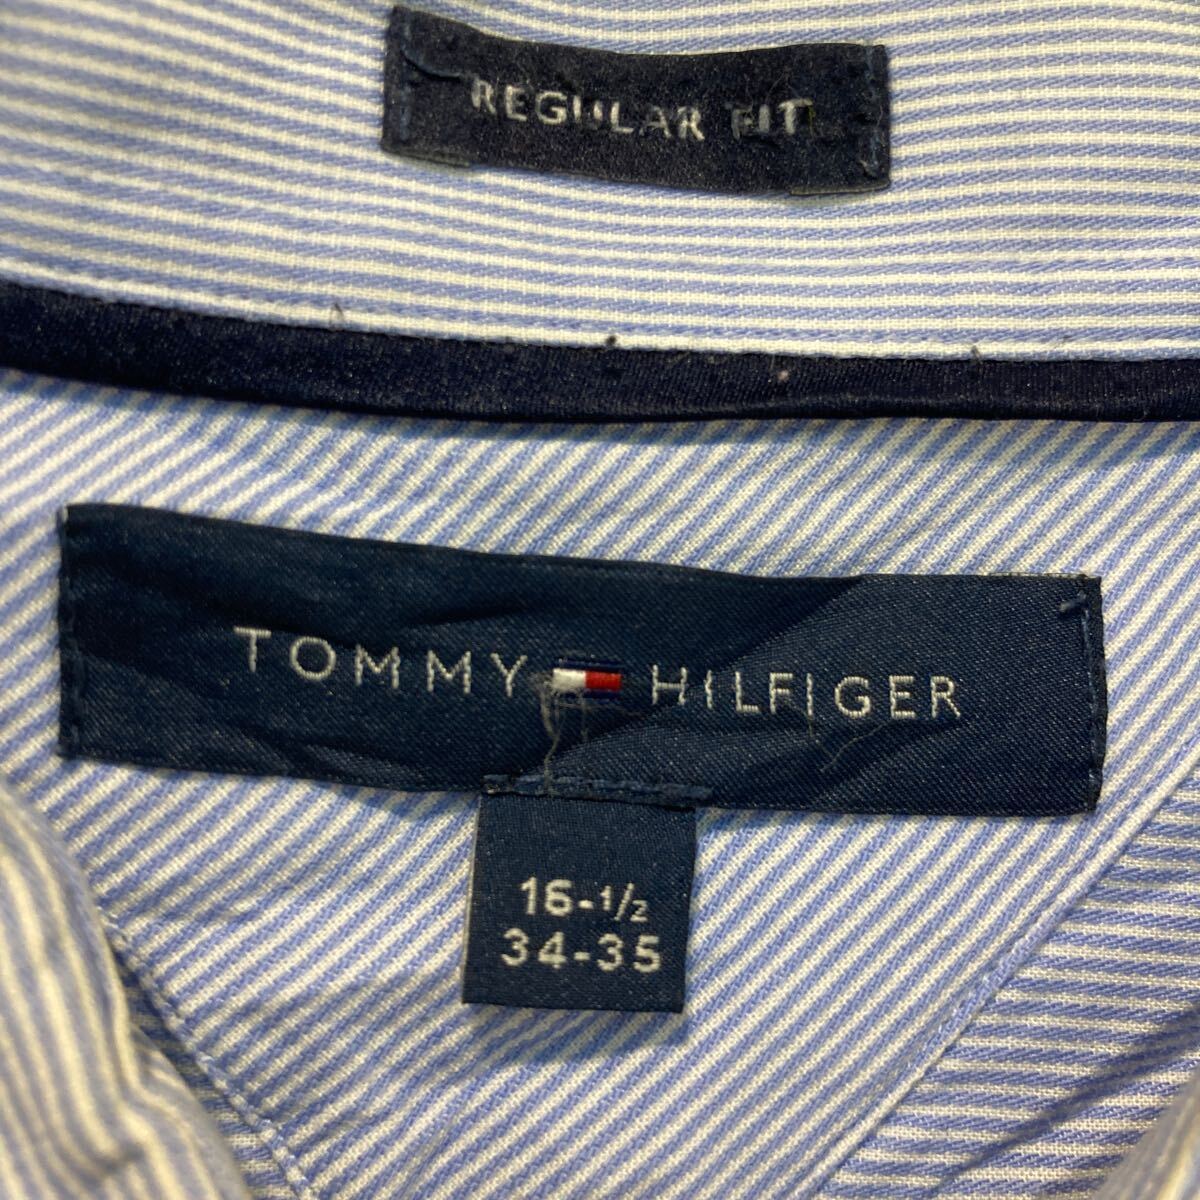 REGULAR FIT
TOMMY HILFIGER
16-1/2
34-35